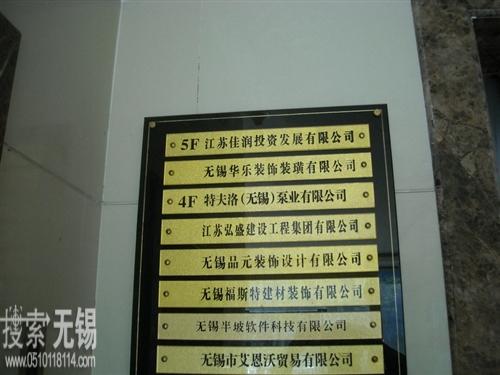 5F 江苏佳润投资发展有限公司
无锡华乐装饰装璜有限公司
4F 特夫洛(无锡)泵业有限公司
江苏弘盛建设工程集团有限公司
无锡品元装饰设计有限公司
无锡福斯特建材装饰有限公司
无锡半坡软件科技有限公司
无锡市艾恩沃贸易有限公司
搜索无锡
www.0510118114.com